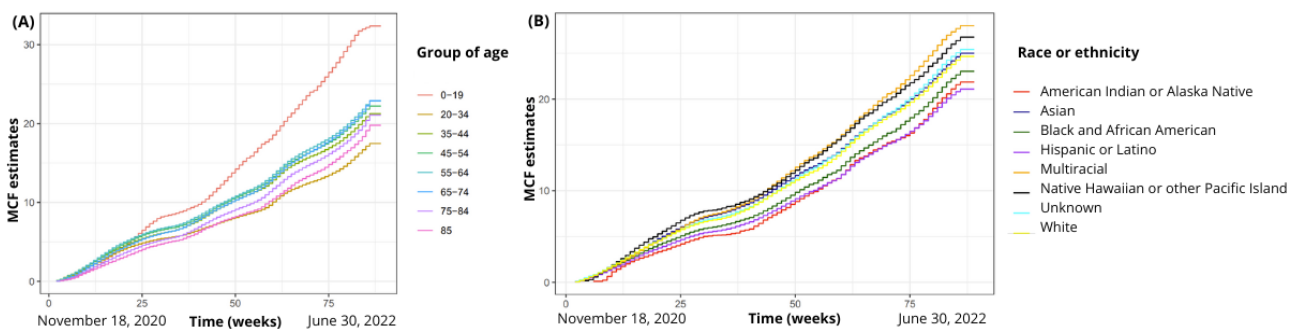 (A)
MCF estimates
30
20
10
0
0
25
50
75
November 18, 2020
Time (weeks)
June 30, 2022
Group of age
0-19
20-34
35-44
45-54
55-64
65-74
75-84
85
(B)
MCF estimates
20
10
0
0
25
50
75
November 18, 2020
Time (weeks)
June 30, 2022
Race or ethnicity
American Indian or Alaska Native
Asian
Black and African American
Hispanic or Latino
Multiracial
Native Hawaiian or other Pacific Island
Unknown
White